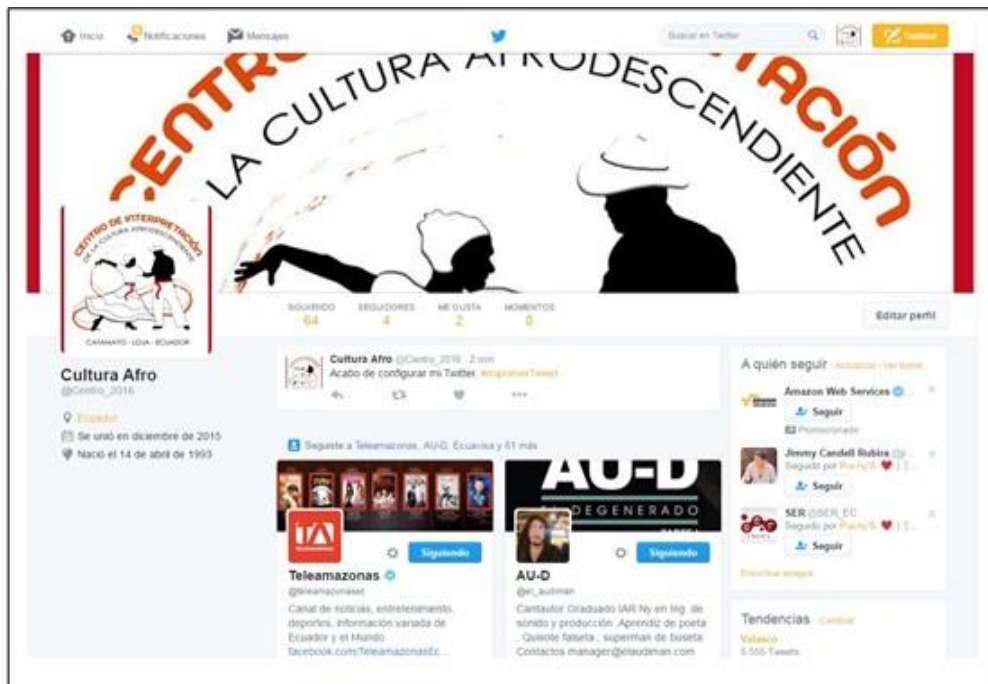 Inicio
Notificaciones
Mensajes
Buscar en Twitter
Twittear
CENTRO
INTERPRETACIÓN
LA CULTURA AFRODESCENDIENTE
CENTRO DE INTERPRETACIÓN
DE LA CULTURA AFRODESCENDIENTE
CATAMAYO - LOJA - ECUADOR
SIGUIENDO
64
SEGUIDORES
4
ME GUSTA
2
MOMENTOS
0
Editar perfil
Cultura Afro
@Centro_2016
Ecuador
Se unió en diciembre de 2015
Nació el 14 de abril de 1993
Cultura Afro @Centro_2016 · 2 min
Acabo de configurar mi Twitter. #miprimerTweet
Seguiste a Teleamazonas, AU-D, Ecuavisa y 61 más
TA
Siguiendo
Teleamazonas
@teleamazonasec
Canal de noticias, entretenimiento,
deportes, información variada de
Ecuador y el Mundo
facebook.com/TeleamazonasEc...
AU-D
DEGENERADO
Siguiendo
AU-D
@el_audiman
Cantautor Graduado IAR Ny en Ing. de
sonido y producción .Aprendiz de poeta
, Quijote falseta , superman de buseta
Contactos manager@elaudiman.com
A quién seguir · Actualizar · Ver todos
Amazon Web Services
Seguir
Promocionado
Jimmy Candell Rubira
Seguido por
Seguir
SER @SER_EC
Seguido por
Seguir
Encontrar amigos
Tendencias · Cambiar
Velasco
5.555 Tweets